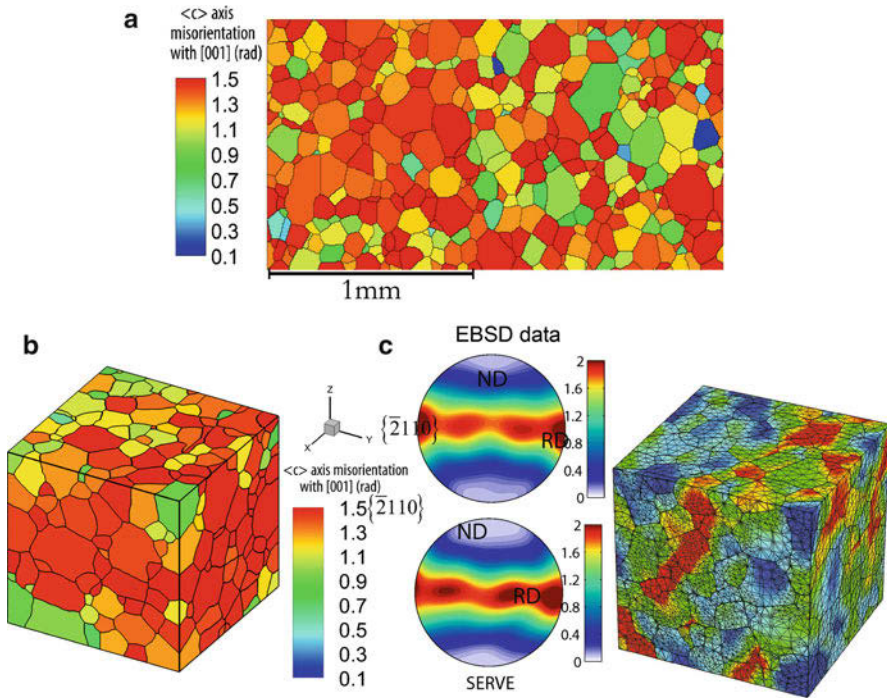 a
<c> axis
misorientation
with [001] (rad)
1.5
1.3
1.1
0.9
0.7
0.5
0.3
0.1
1mm
b
Z
X
Y
<c> axis misorientation
with [001] (rad)
1.5
1.3
1.1
0.9
0.7
0.5
0.3
0.1
c
EBSD data
ND
{2̅110}
RD
2
1.6
1.2
0.8
0.4
0
{2̅110}
ND
RD
2
1.6
1.2
0.8
0.4
0
SERVE